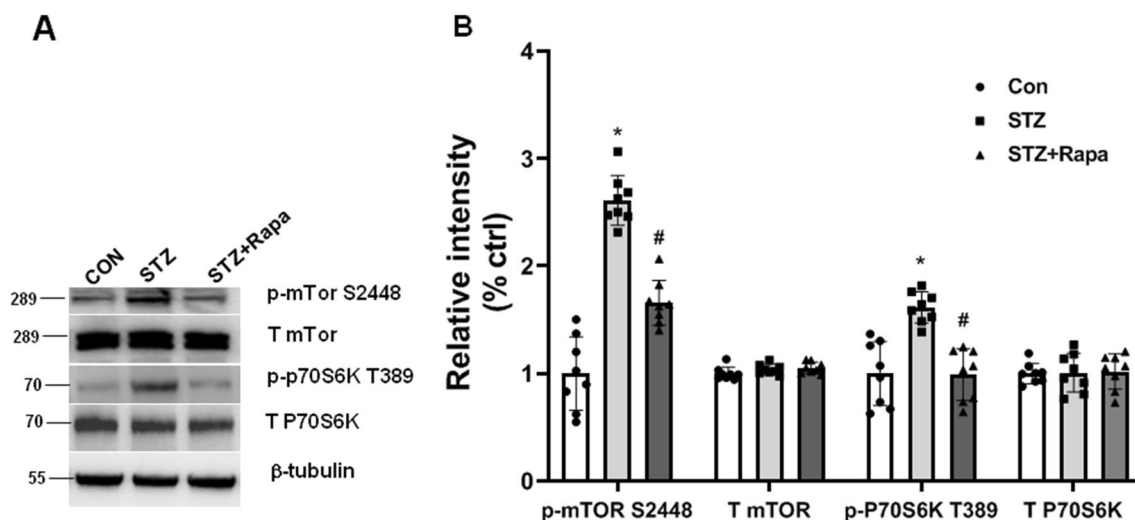 A
CON STZ STZ+Rapa
289 p-mTor S2448
289 T mTor
70 p-p70S6K T389
70 T P70S6K
55 β-tubulin
B
Relative intensity
(% ctrl)
4
3
2
1
0
Con
STZ
STZ+Rapa
*
#
*
#
p-mTOR S2448 T mTOR p-P70S6K T389 T P70S6K